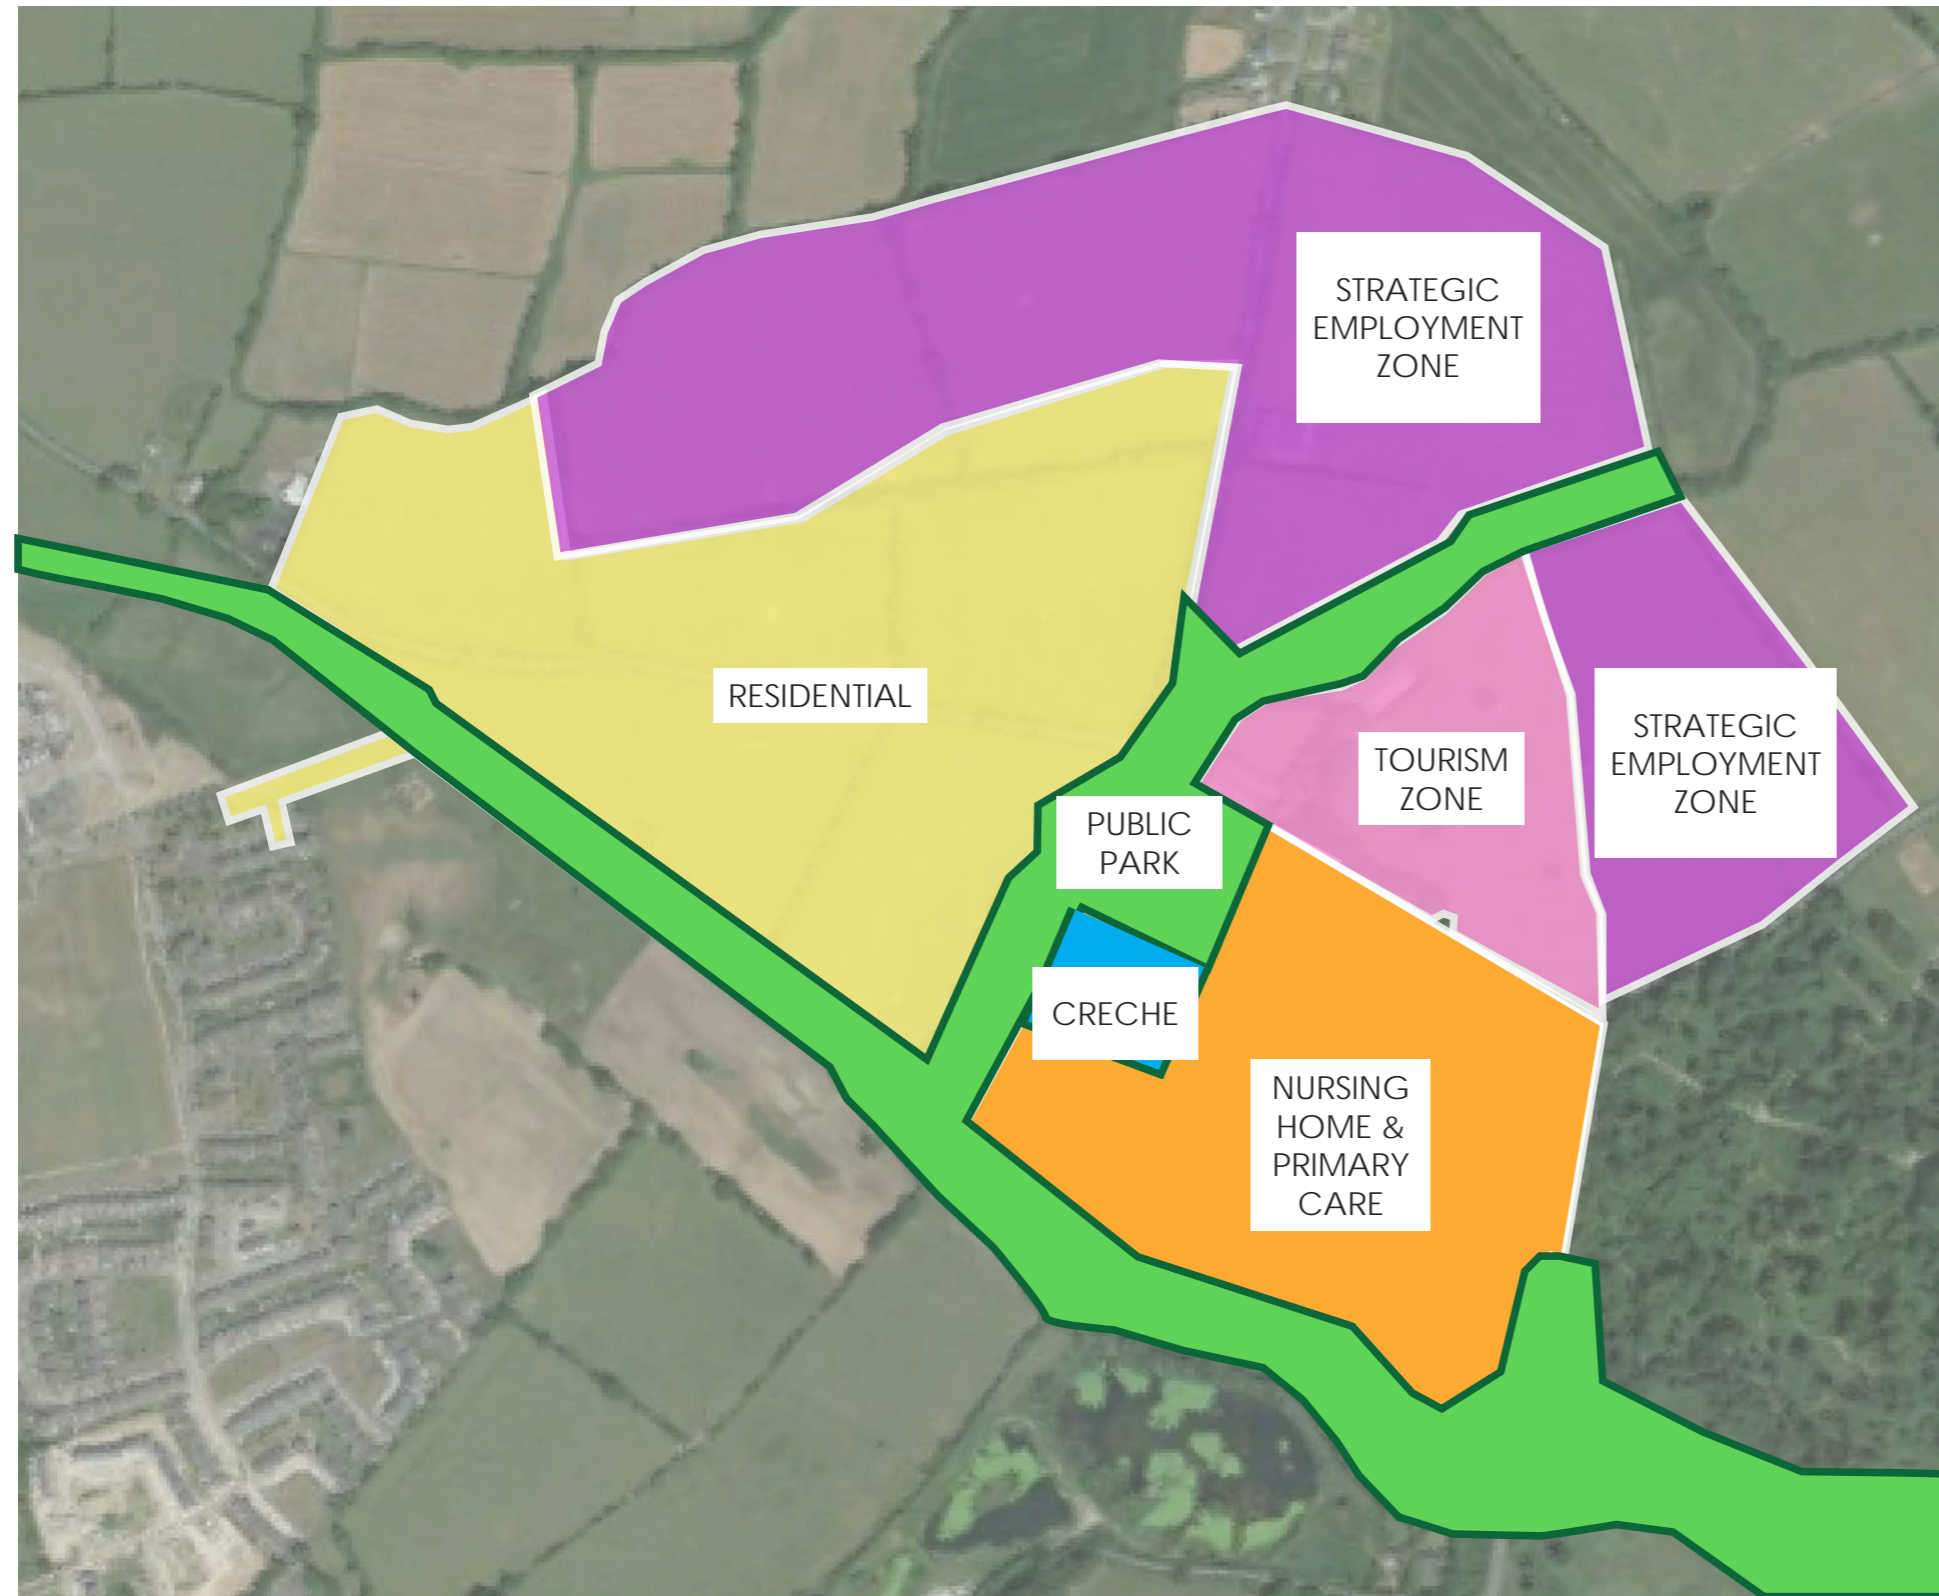 STRATEGIC
EMPLOYMENT
ZONE
RESIDENTIAL
STRATEGIC
EMPLOYMENT
ZONE
TOURISM
ZONE
PUBLIC
PARK
CRECHE
NURSING
HOME &
PRIMARY
CARE